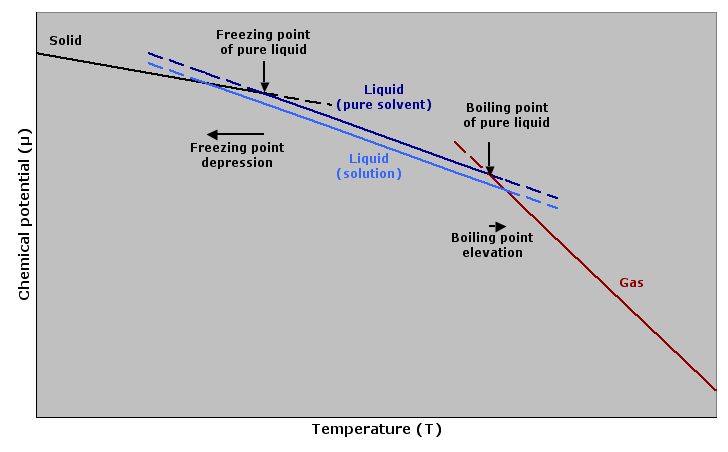 Solid
Freezing point
of pure liquid
Liquid
(pure solvent)
Boiling point
of pure liquid
Freezing point
depression
Liquid
(solution)
Boiling point
elevation
Gas
Chemical potential (μ)
Temperature (T)